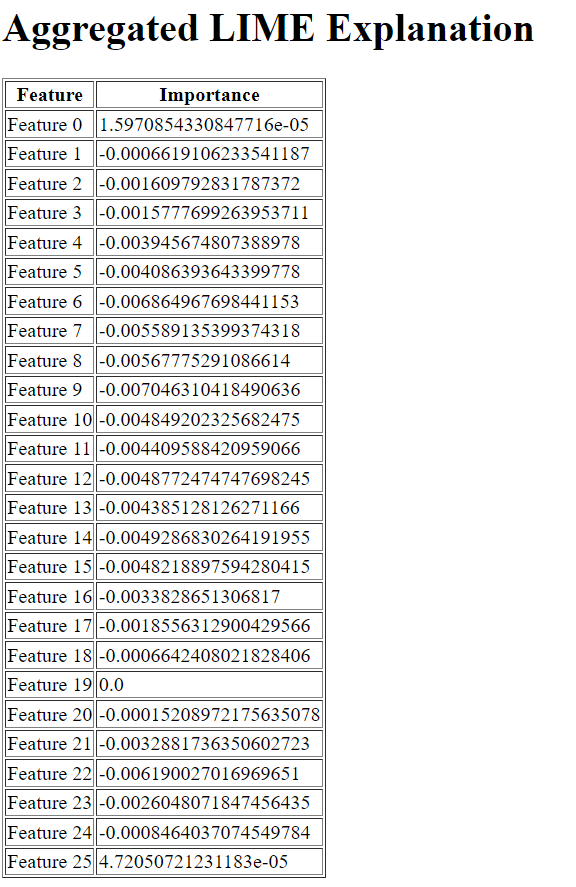 Aggregated LIME Explanation
Feature Importance
Feature 0 1.5970854330847716e-05
Feature 1 -0.0006619106233541187
Feature 2 -0.001609792831787372
Feature 3 -0.0015777699263953711
Feature 4 -0.003945674807388978
Feature 5 -0.004086393643399778
Feature 6 -0.006864967698441153
Feature 7 -0.005589135399374318
Feature 8 -0.00567775291086614
Feature 9 -0.007046310418490636
Feature 10 -0.004849202325682475
Feature 11 -0.004409588420959066
Feature 12 -0.0048772474747698245
Feature 13 -0.004385128126271166
Feature 14 -0.0049286830264191955
Feature 15 -0.0048218897594280415
Feature 16 -0.0033828651306817
Feature 17 -0.0018556312900429566
Feature 18 -0.0006642408021828406
Feature 19 0.0
Feature 20 -0.00015208972175635078
Feature 21 -0.0032881736350602723
Feature 22 -0.006190027016969651
Feature 23 -0.0026048071847456435
Feature 24 -0.0008464037074549784
Feature 25 4.72050721231183e-05